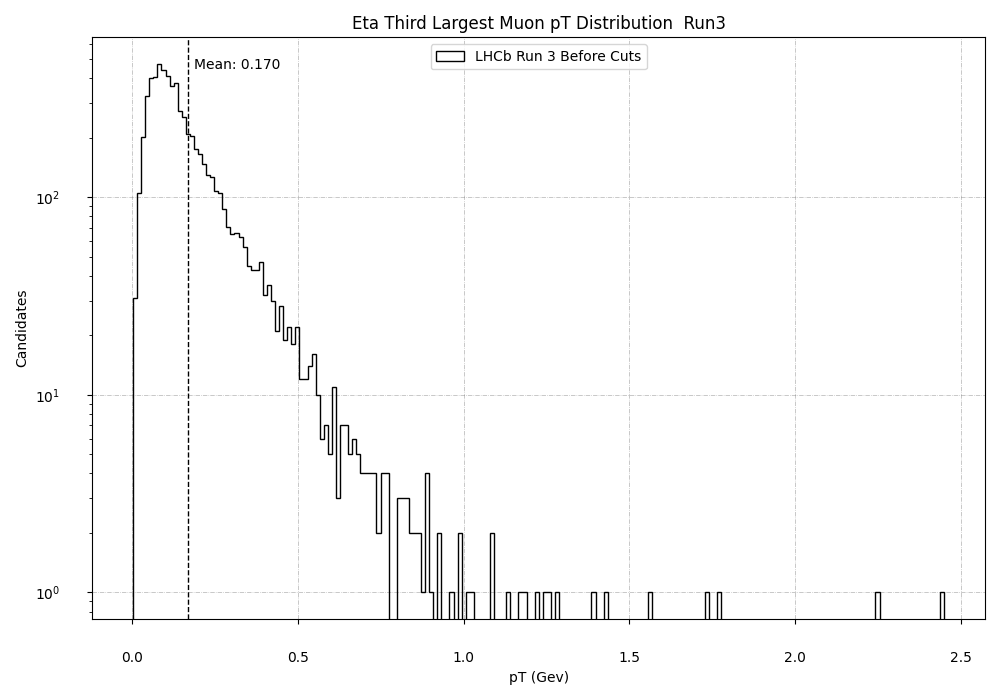 Eta Third Largest Muon pT Distribution  Run3
LHCb Run 3 Before Cuts
Mean: 0.170
10²
10¹
10⁰
Candidates
0.0
0.5
1.0
1.5
2.0
2.5
pT (Gev)